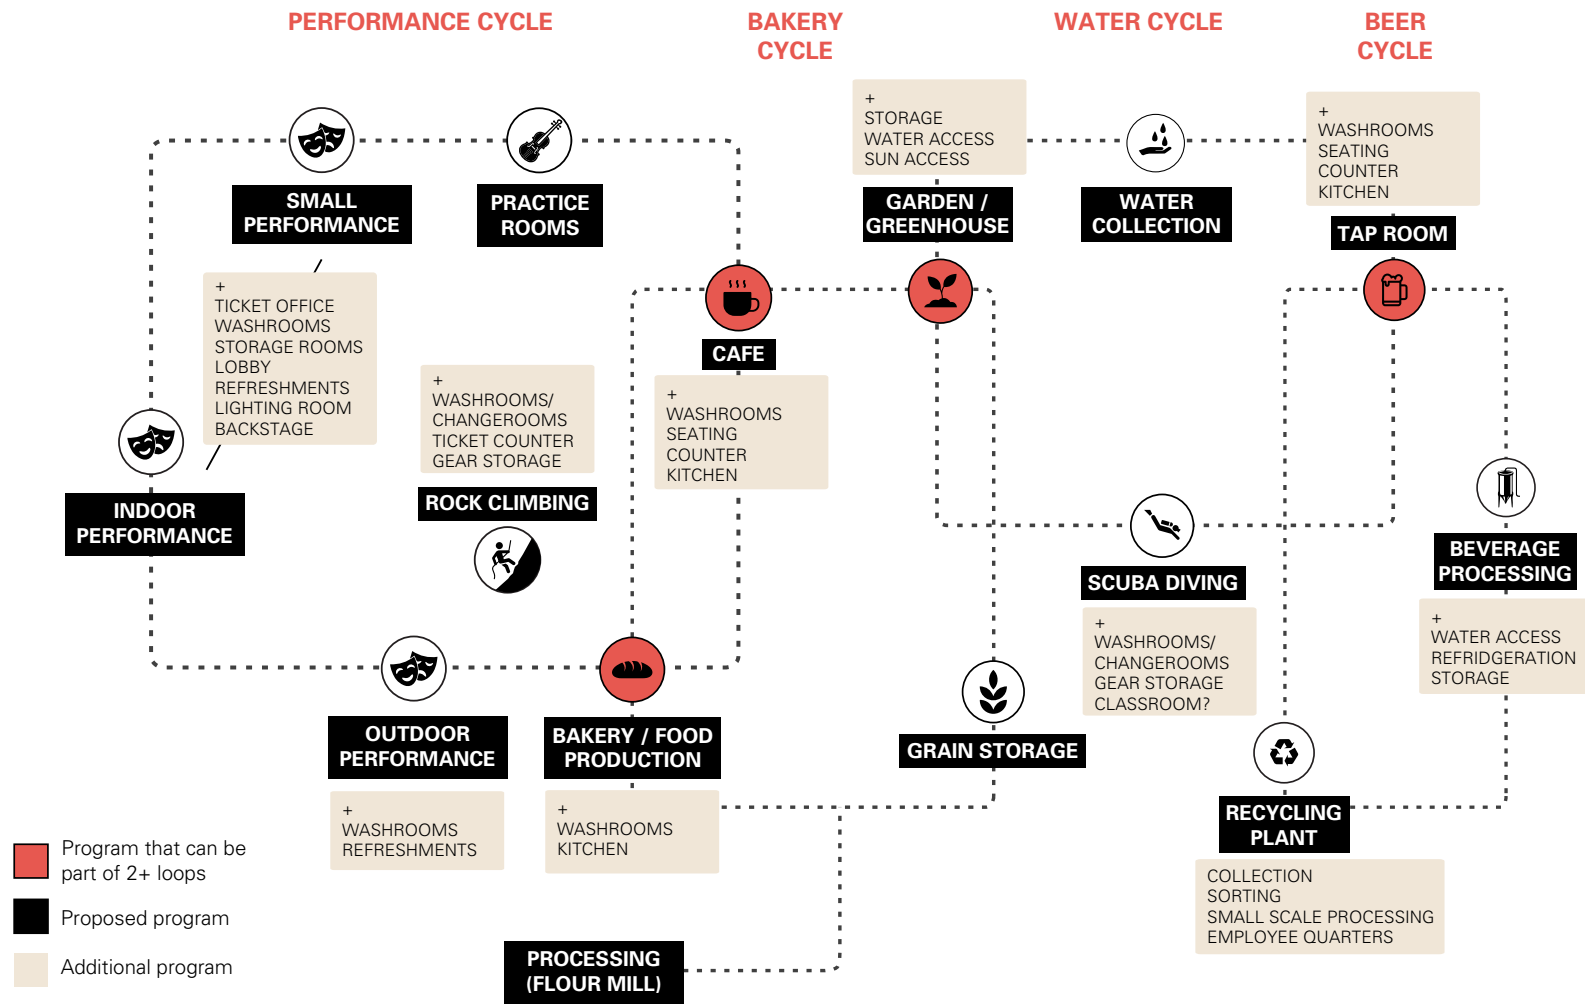 PERFORMANCE CYCLE
BAKERY
CYCLE
WATER CYCLE
BEER
CYCLE
SMALL
PERFORMANCE
PRACTICE
ROOMS
+
STORAGE
WATER ACCESS
SUN ACCESS
GARDEN /
GREENHOUSE
WATER
COLLECTION
+
WASHROOMS
SEATING
COUNTER
KITCHEN
TAP ROOM
+
TICKET OFFICE
WASHROOMS
STORAGE ROOMS
LOBBY
REFRESHMENTS
LIGHTING ROOM
BACKSTAGE
+
WASHROOMS/
CHANGEROOMS
TICKET COUNTER
GEAR STORAGE
ROCK CLIMBING
CAFE
+
WASHROOMS
SEATING
COUNTER
KITCHEN
INDOOR
PERFORMANCE
SCUBA DIVING
+
WASHROOMS/
CHANGEROOMS
GEAR STORAGE
CLASSROOM?
BEVERAGE
PROCESSING
+
WATER ACCESS
REFRIDGERATION
STORAGE
OUTDOOR
PERFORMANCE
+
WASHROOMS
REFRESHMENTS
BAKERY / FOOD
PRODUCTION
+
WASHROOMS
KITCHEN
GRAIN STORAGE
RECYCLING
PLANT
COLLECTION
SORTING
SMALL SCALE PROCESSING
EMPLOYEE QUARTERS
PROCESSING
(FLOUR MILL)
Program that can be
part of 2+ loops
Proposed program
Additional program